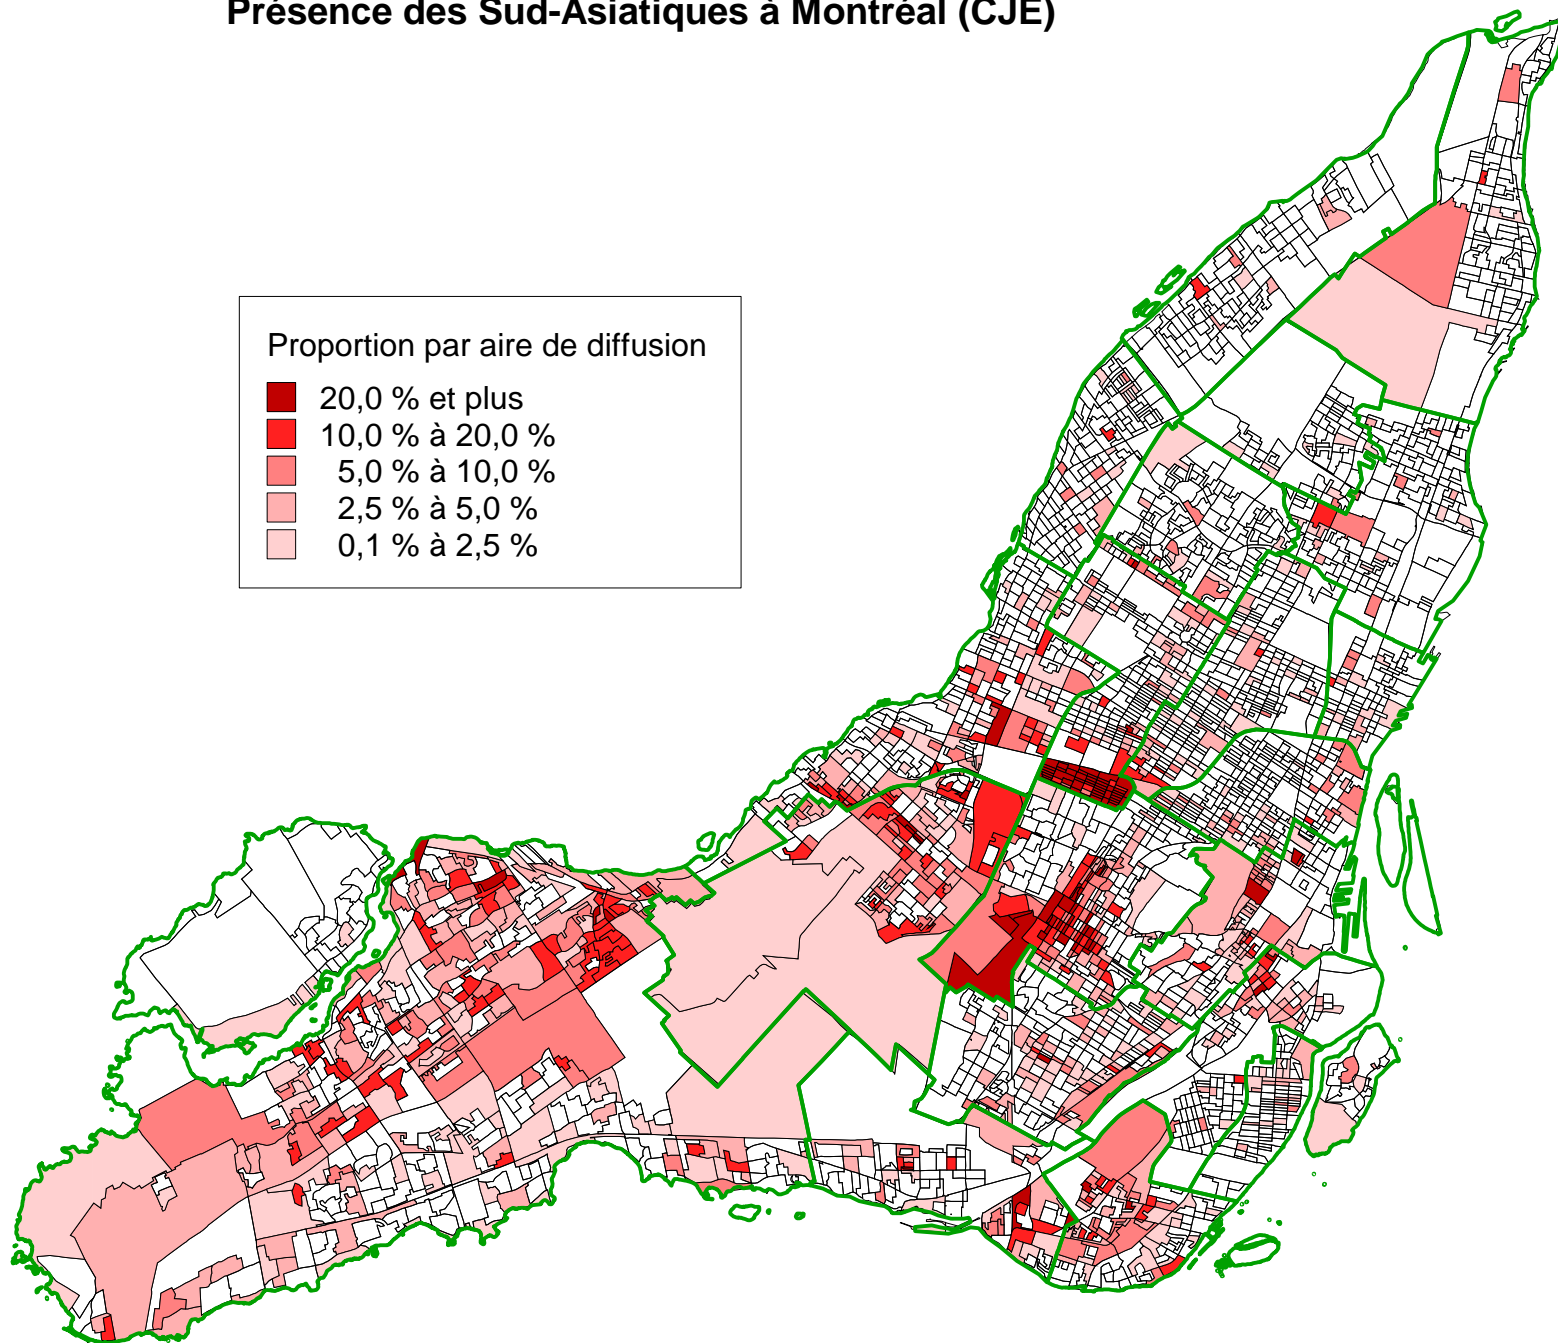 Présence des Sud-Asiatiques à Montréal (CJE)
Proportion par aire de diffusion
20,0 % et plus
10,0 % à 20,0 %
5,0 % à 10,0 %
2,5 % à 5,0 %
0,1 % à 2,5 %